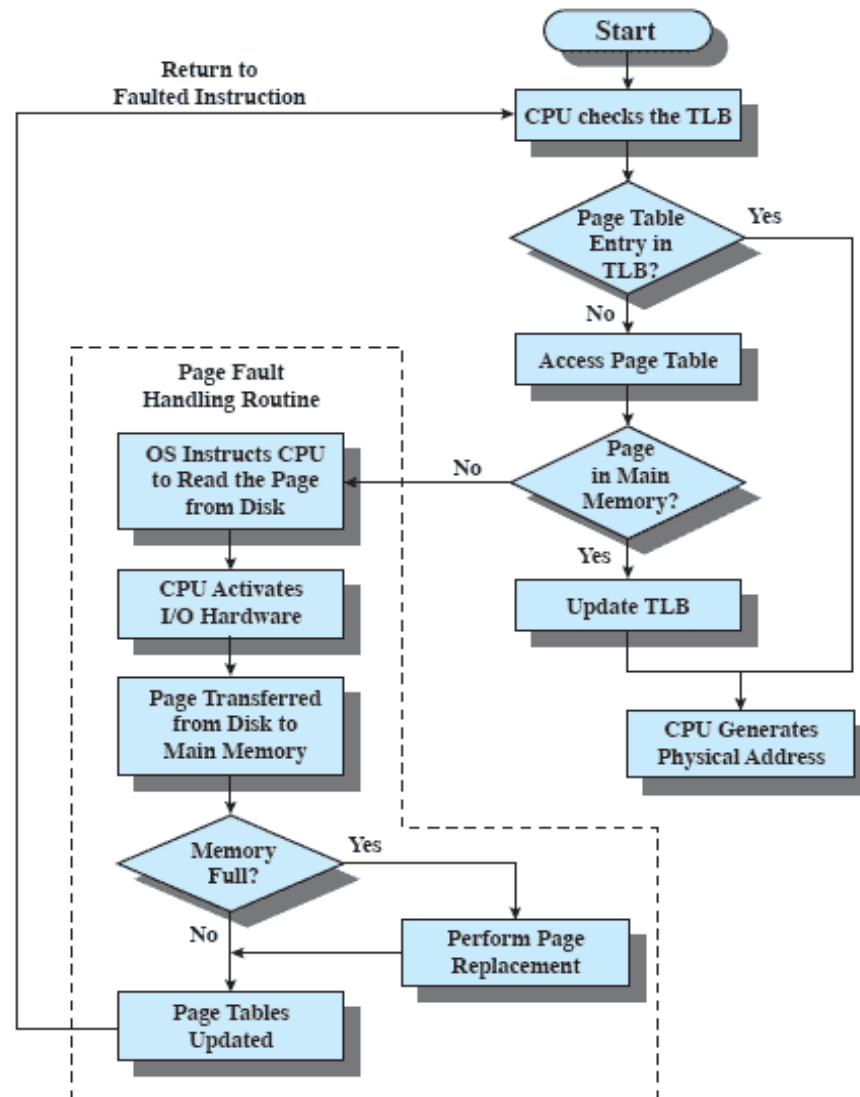 Start
Return to
Faulted Instruction
CPU checks the TLB
Page Table
Entry in
TLB?
Yes
No
Access Page Table
Page Fault
Handling Routine
OS Instructs CPU
to Read the Page
from Disk
No
Page
in Main
Memory?
Yes
CPU Activates
I/O Hardware
Update TLB
Page Transferred
from Disk to
Main Memory
CPU Generates
Physical Address
Memory
Full?
Yes
No
Perform Page
Replacement
Page Tables
Updated